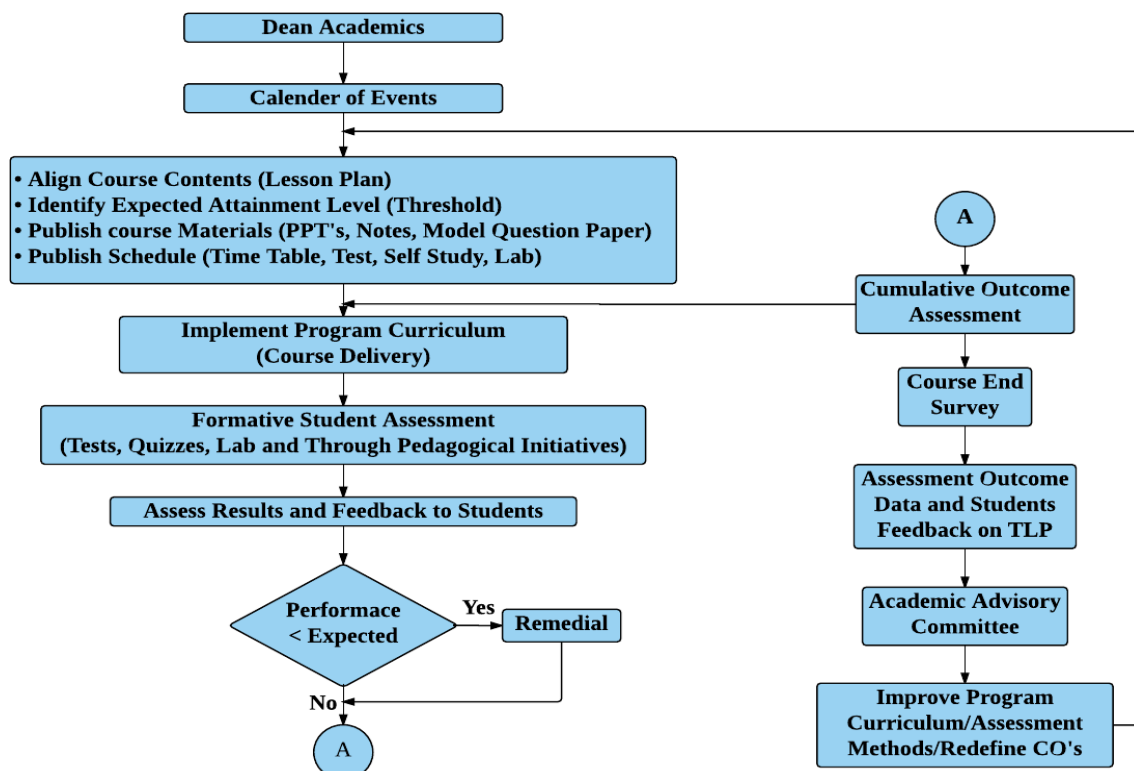 Dean Academics
Calender of Events
• Align Course Contents (Lesson Plan)
• Identify Expected Attainment Level (Threshold)
• Publish course Materials (PPT's, Notes, Model Question Paper)
• Publish Schedule (Time Table, Test, Self Study, Lab)
Implement Program Curriculum
(Course Delivery)
Formative Student Assessment
(Tests, Quizzes, Lab and Through Pedagogical Initiatives)
Assess Results and Feedback to Students
Performace
< Expected
Yes
Remedial
No
A
A
Cumulative Outcome
Assessment
Course End
Survey
Assessment Outcome
Data and Students
Feedback on TLP
Academic Advisory
Committee
Improve Program
Curriculum/Assessment
Methods/Redefine CO's